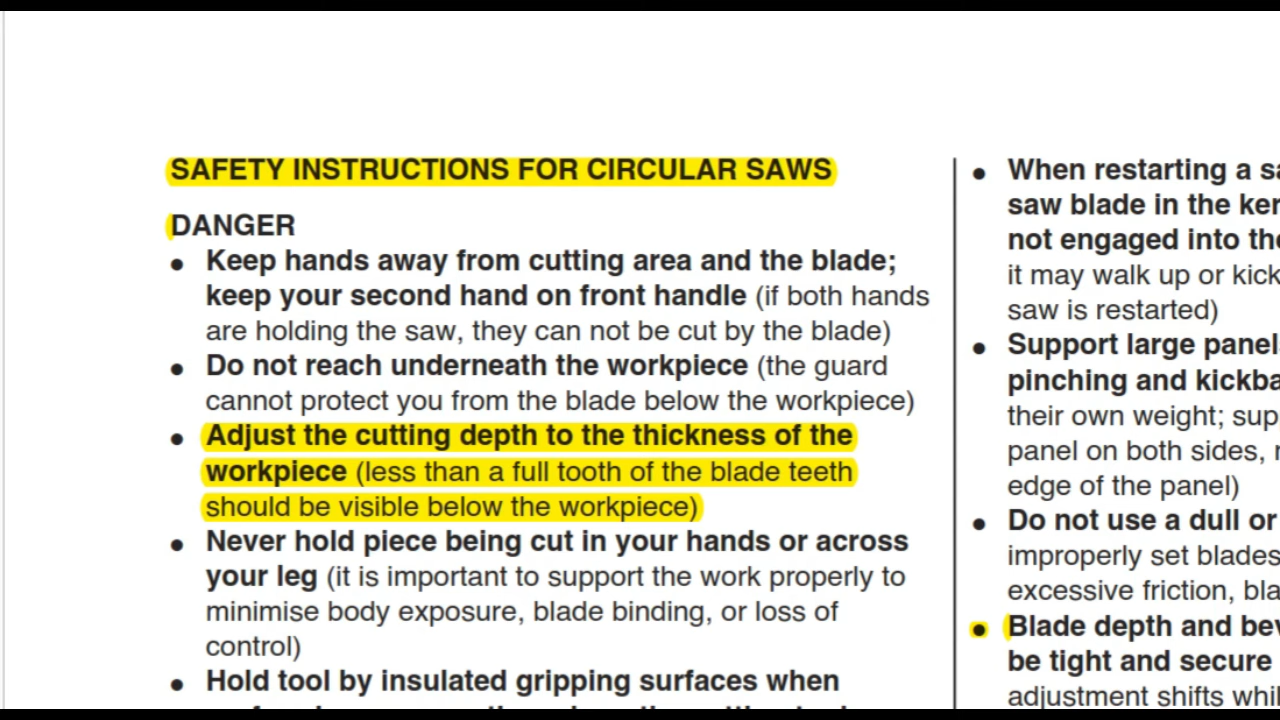 SAFETY INSTRUCTIONS FOR CIRCULAR SAWS
DANGER
● Keep hands away from cutting area and the blade;
keep your second hand on front handle (if both hands
are holding the saw, they can not be cut by the blade)
● Do not reach underneath the workpiece (the guard
cannot protect you from the blade below the workpiece)
● Adjust the cutting depth to the thickness of the
workpiece (less than a full tooth of the blade teeth
should be visible below the workpiece)
● Never hold piece being cut in your hands or across
your leg (it is important to support the work properly to
minimise body exposure, blade binding, or loss of
control)
● Hold tool by insulated gripping surfaces when
● When restarting a
saw blade in the
not engaged into
it may walk up or kick
saw is restarted)
● Support large
pinching and
their own weight;
panel on both sides,
edge of the panel)
● Do not use a dull or
improperly set blades
excessive friction,
● Blade depth and
be tight and secure
adjustment shifts